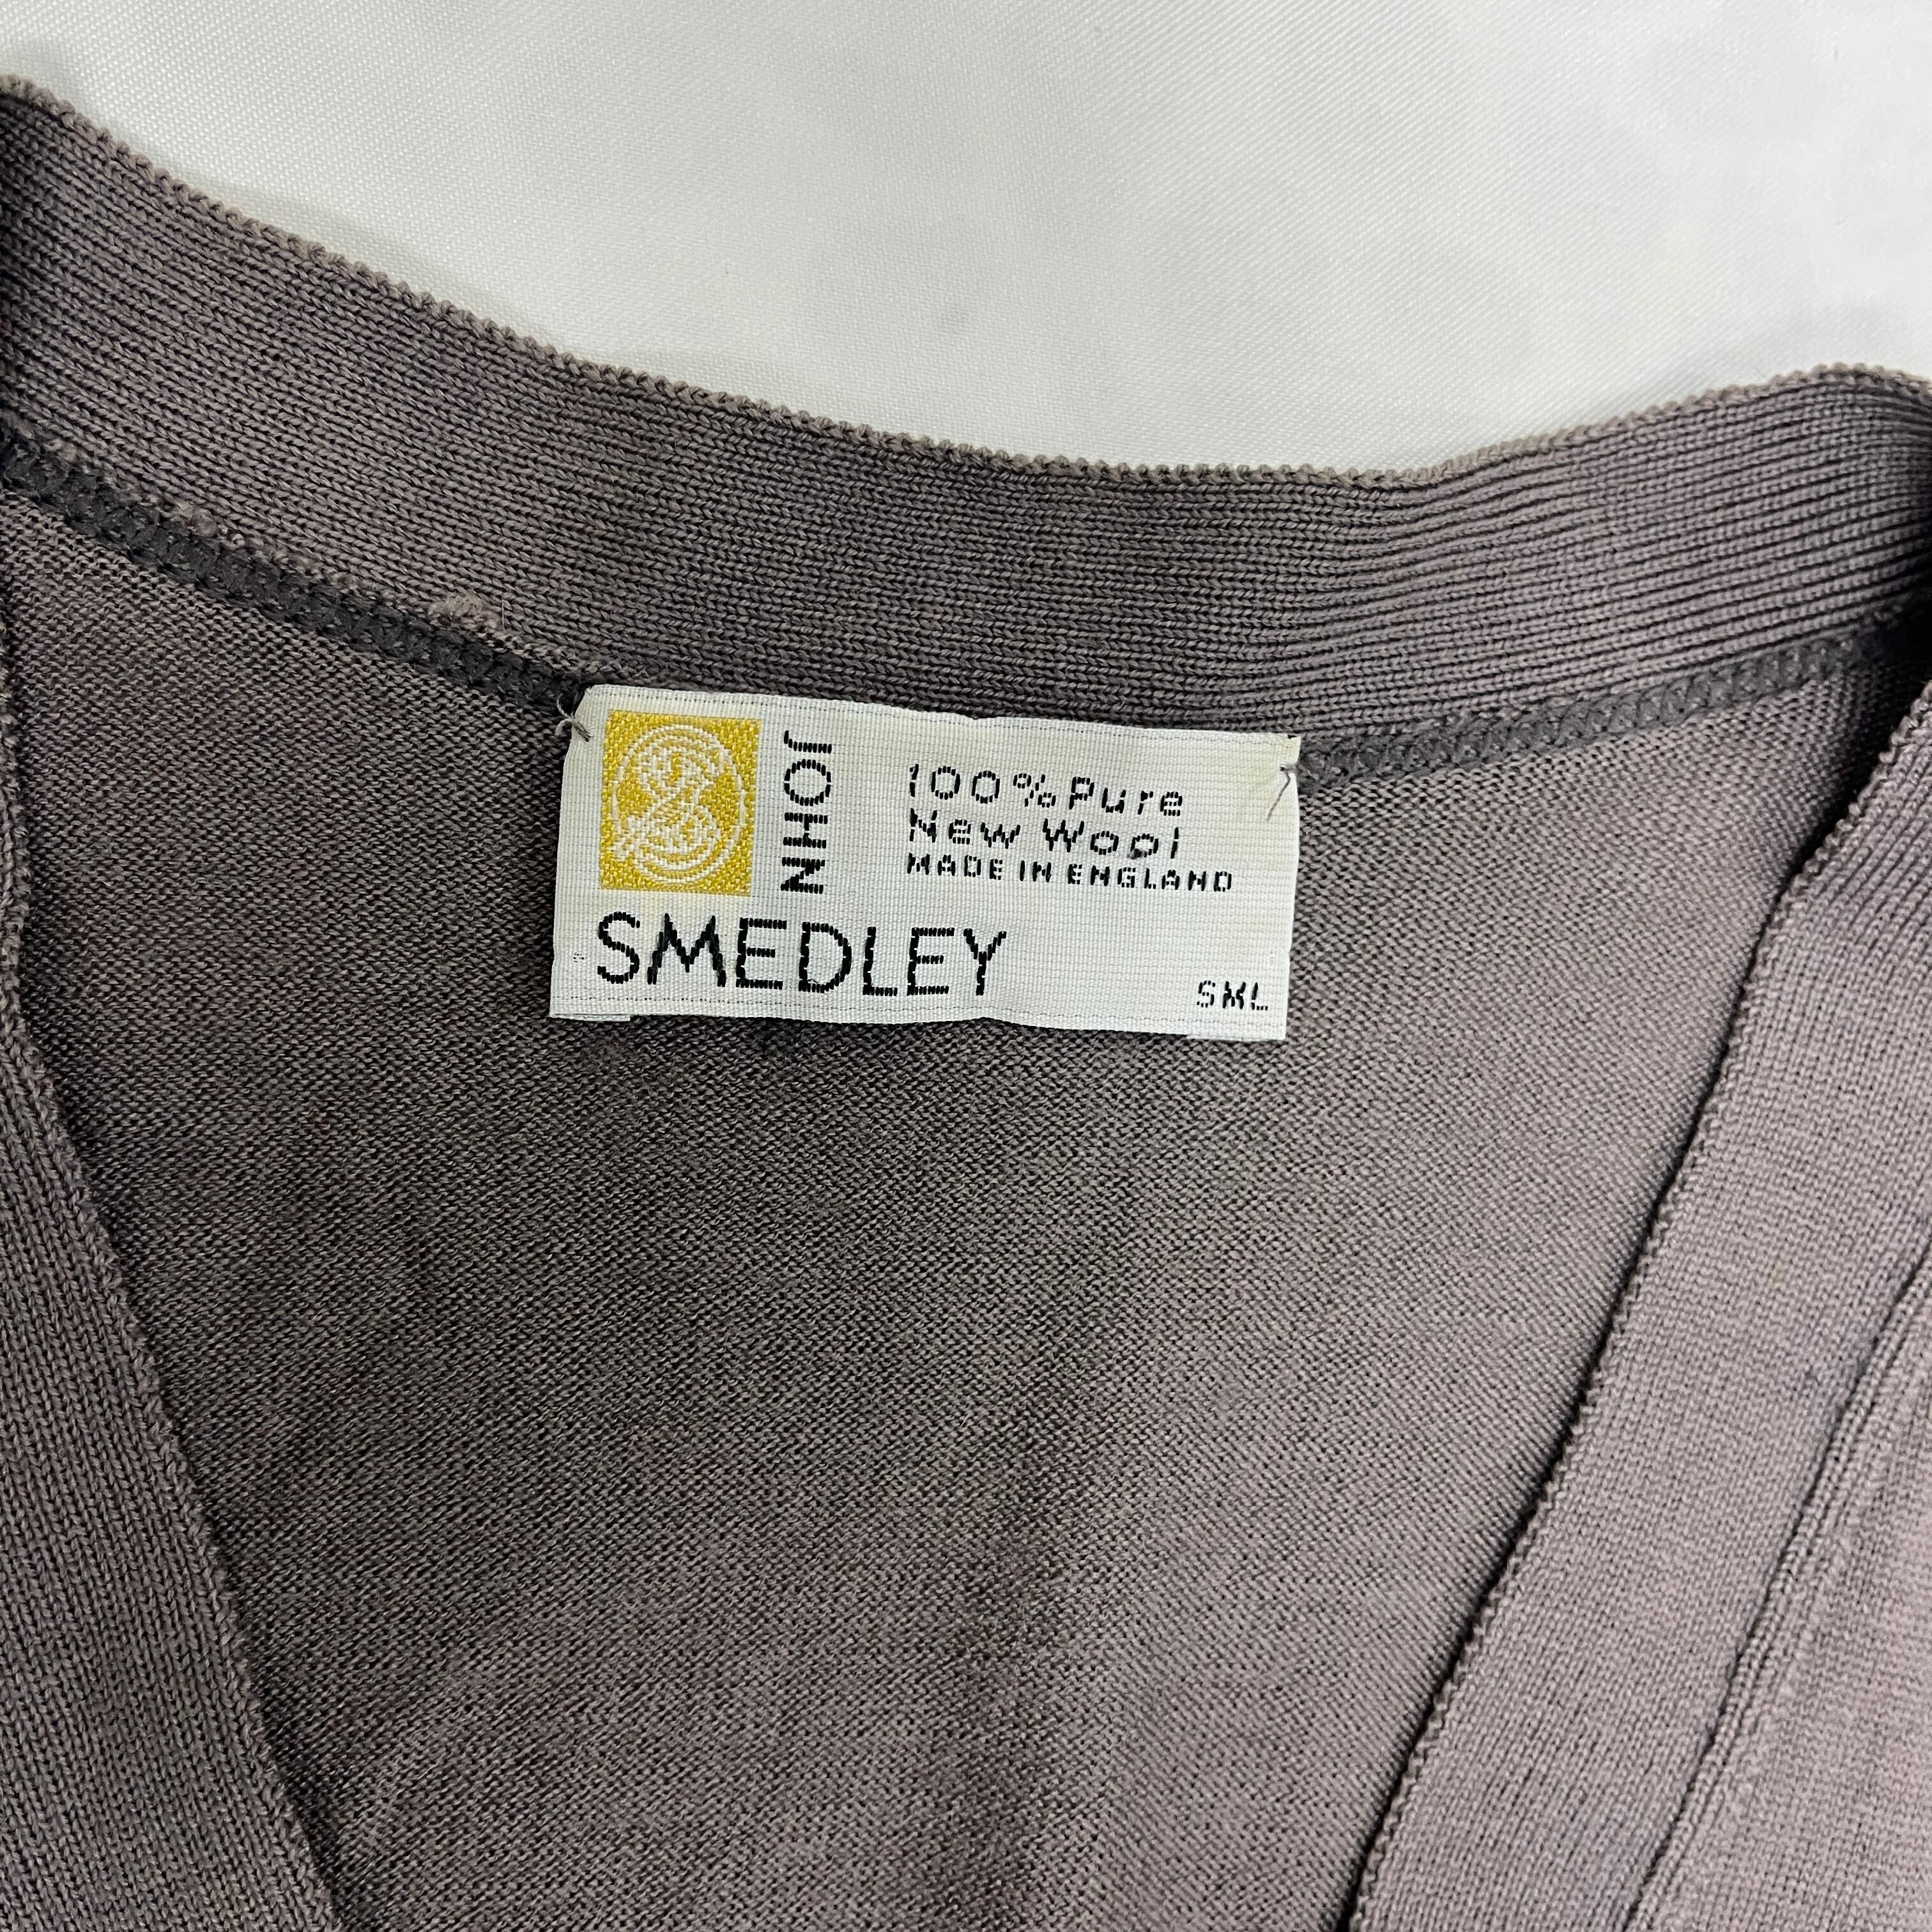 JOHN
SMEDLEY
100% Pure
New Wool
MADE IN ENGLAND
SML